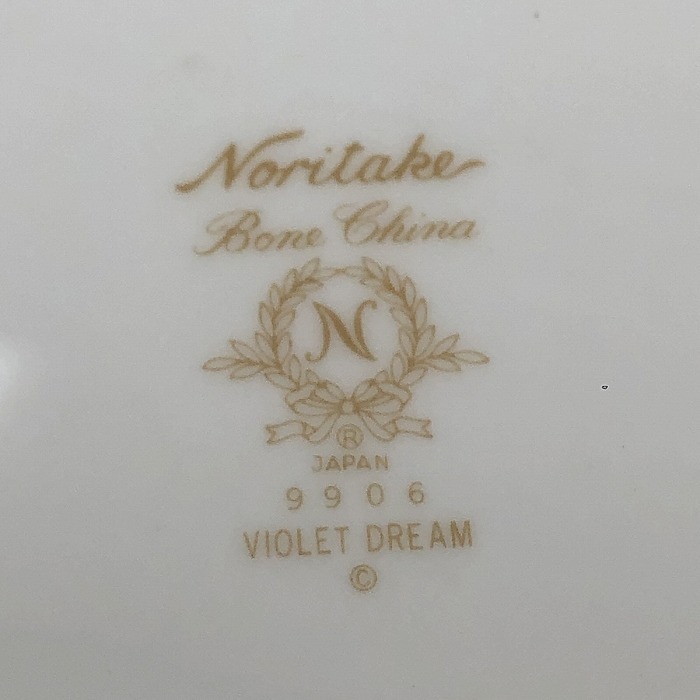 Noritake
Bone China
N
®
JAPAN
9906
VIOLET DREAM
©